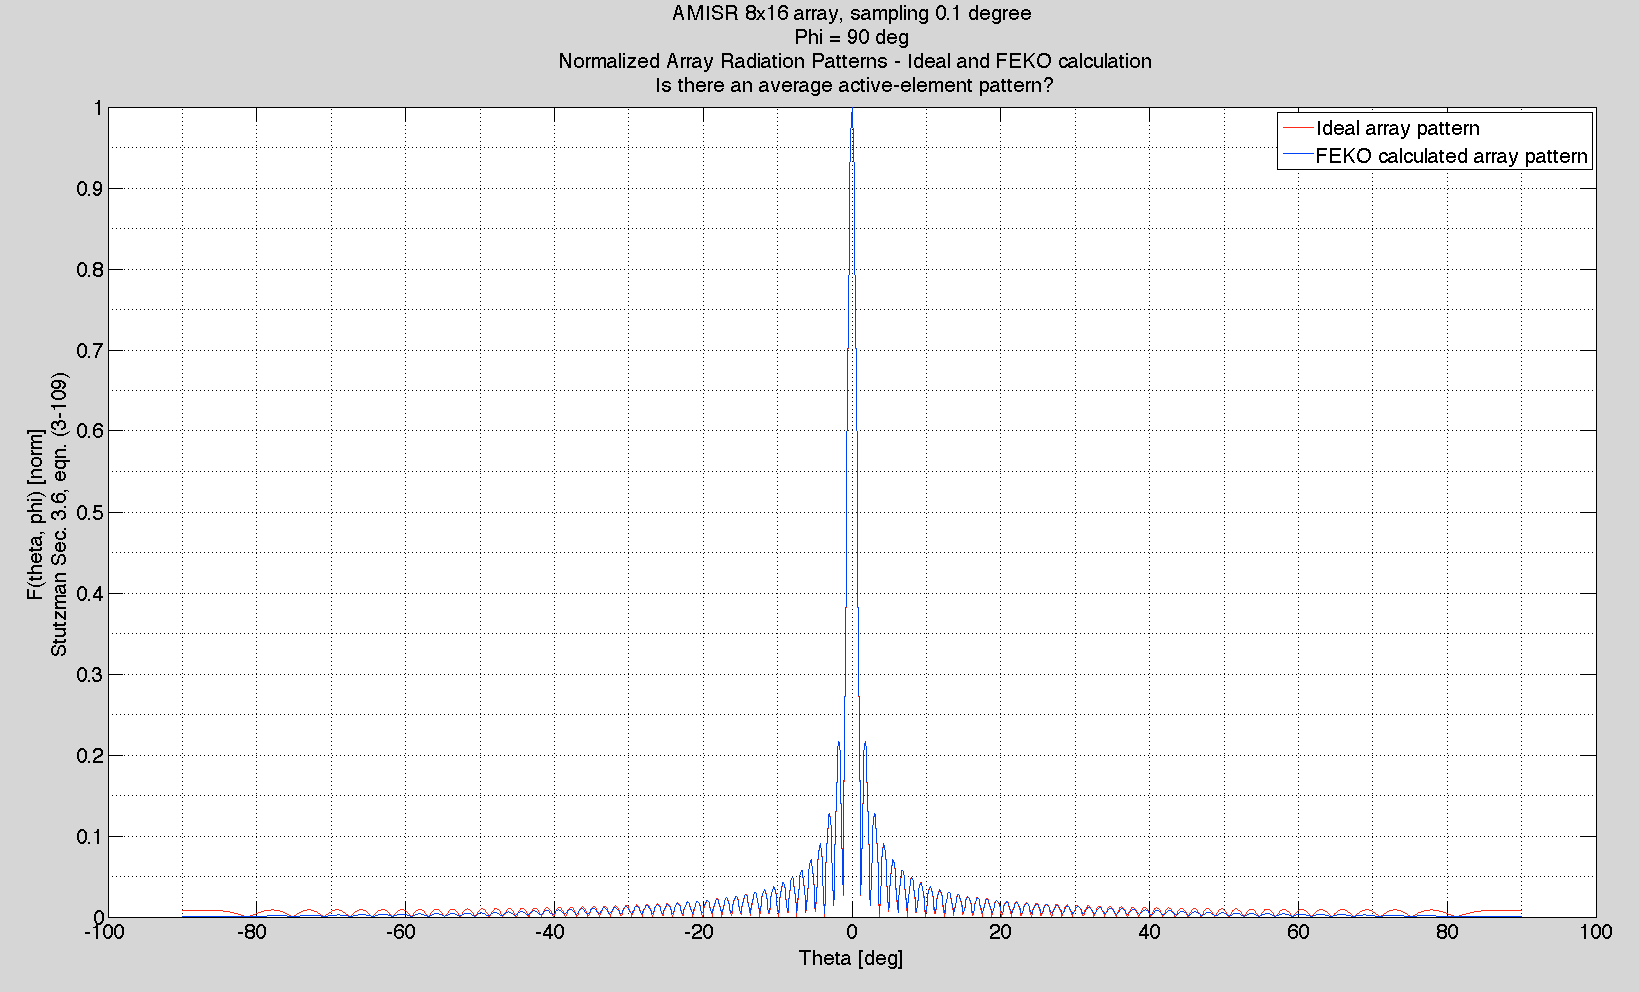 AMISR 8x16 array, sampling 0.1 degree
Phi = 90 deg
Normalized Array Radiation Patterns - Ideal and FEKO calculation
Is there an average active-element pattern?
Ideal array pattern
FEKO calculated array pattern
F(theta, phi) [norm]
Stutzman Sec. 3.6, eqn. (3-109)
1
0.9
0.8
0.7
0.6
0.5
0.4
0.3
0.2
0.1
0
-100
-80
-60
-40
-20
0
20
40
60
80
100
Theta [deg]